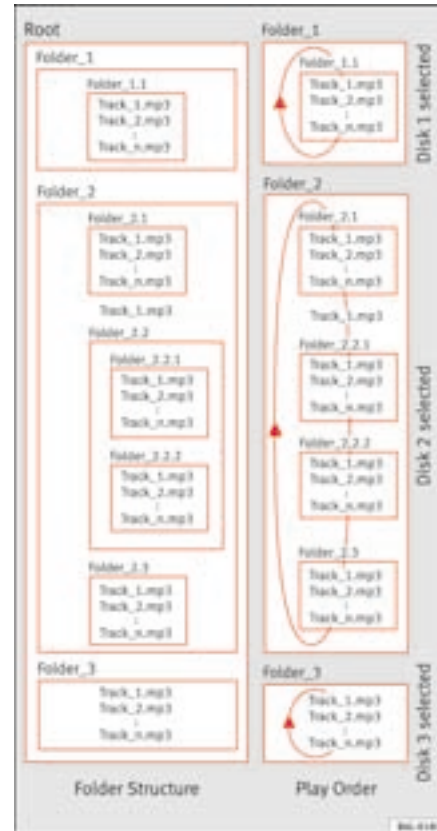 Root
Folder_1
Folder_1.1
Track_1.mp3
Track_2.mp3
:
Track_n.mp3
Folder_2
Folder_2.1
Track_1.mp3
Track_2.mp3
:
Track_n.mp3
Track_1.mp3
Folder_2.2
Folder_2.2.1
Track_1.mp3
Track_2.mp3
:
Track_n.mp3
Folder_2.2.2
Track_1.mp3
Track_2.mp3
:
Track_n.mp3
Folder_2.3
Track_1.mp3
Track_2.mp3
:
Track_n.mp3
Folder_3
Track_1.mp3
Track_2.mp3
:
Track_n.mp3
Folder Structure
Folder_1
Folder_1.1
Track_1.mp3
Track_2.mp3
:
Track_n.mp3
Disk 1 selected
Folder_2
Folder_2.1
Track_1.mp3
Track_2.mp3
:
Track_n.mp3
Track_1.mp3
Folder_2.2.1
Track_1.mp3
Track_2.mp3
:
Track_n.mp3
Folder_2.2.2
Track_1.mp3
Track_2.mp3
:
Track_n.mp3
Folder_2.3
Track_1.mp3
Track_2.mp3
:
Track_n.mp3
Disk 2 selected
Folder_3
Track_1.mp3
Track_2.mp3
:
Track_n.mp3
Disk 3 selected
Play Order